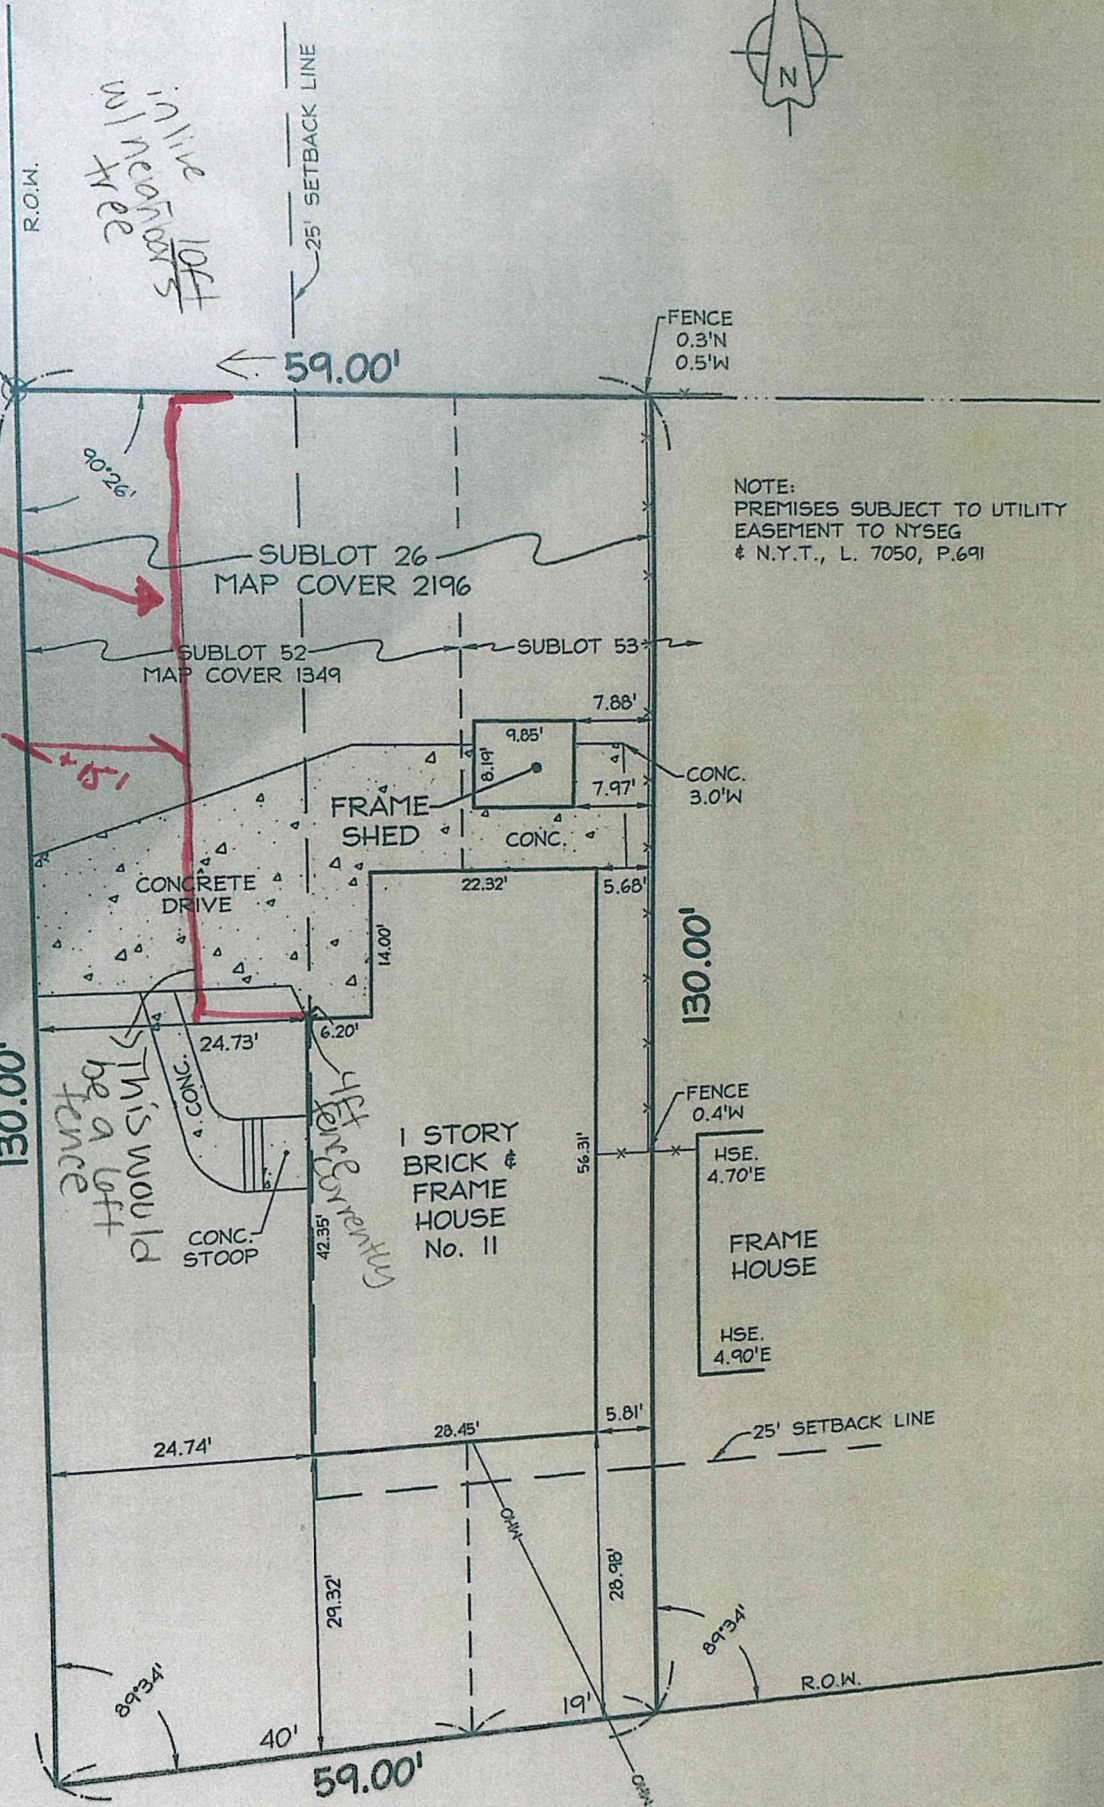 N
R.O.W.
inline
w/ neighbors
tree
25' SETBACK LINE
← 59.00'
FENCE
0.3'N
0.5'W
90°26'
NOTE:
PREMISES SUBJECT TO UTILITY
EASEMENT TO NYSEG
& N.Y.T., L. 7050, P.691
SUBLOT 26
MAP COVER 2196
SUBLOT 52
MAP COVER 1349
SUBLOT 53
7.88'
9.85'
8.19'
7.97'
CONC.
3.0'W
15'
FRAME
SHED
CONC.
CONCRETE
DRIVE
22.32'
5.68'
14.00'
130.00'
130.00'
24.73'
6.20'
CONC.
This would
be a 6ft
fence
4ft
fence currently
FENCE
0.4'W
1 STORY
BRICK &
FRAME
HOUSE
No. 11
56.31'
HSE.
4.70'E
FRAME
HOUSE
HSE.
4.90'E
CONC.
STOOP
42.35'
24.74'
28.45'
5.81'
25' SETBACK LINE
OHW
29.32'
28.98'
89°34'
89°34'
R.O.W.
40'
19'
59.00'
OHW